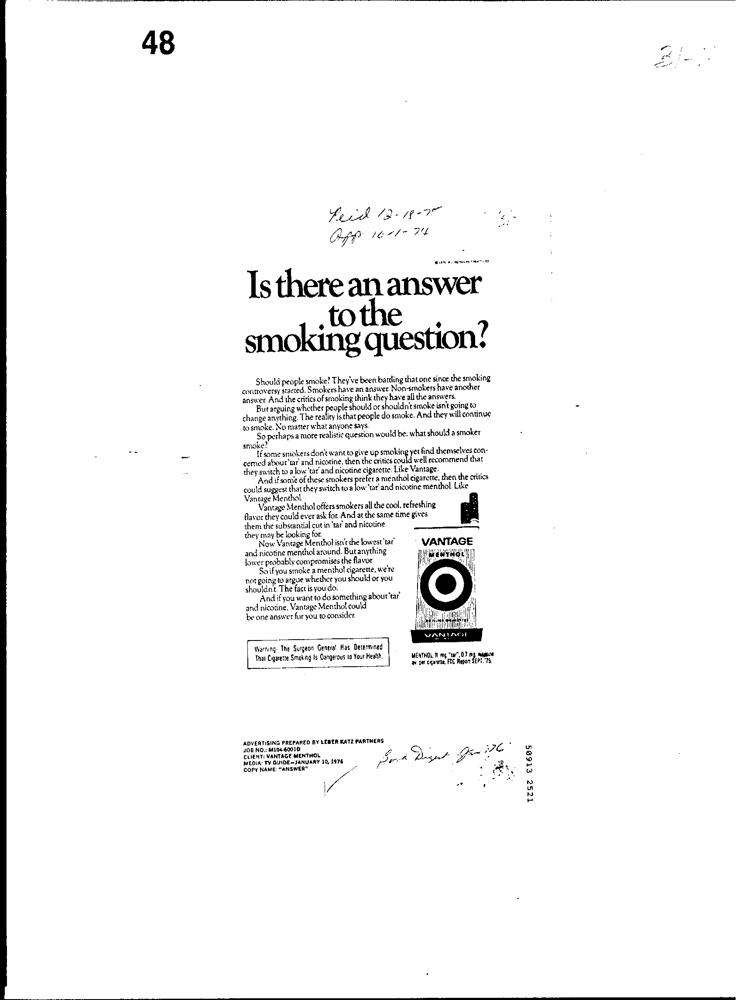 48
Is there an answer
to the
smoking question?
Should people smoke? They've been battling that one since the smoking
controversy started. Smokers have an answer. Non-smokers have another
answer. And the critics of smoking think they have all the answers.
But arguing whether people should or shouldn't smoke isn't going to
change anything. The reality is that people do smoke. And they will continue
to smoke. No matter what anyone says.
So perhaps a more realistic question would be: what should a smoker
smoke?
If some smokers don't want to give up smoking yet find themselves con-
cerned about 'tar' and nicotine, then the critics could well recommend that
they switch to a low 'tar' and nicotine cigarette. Like Vantage.
And if some of these smokers prefer a menthol cigarette, then the critics
could suggest that they switch to a low 'tar' and nicotine menthol. Like
Vantage Menthol.
Vantage Menthol offers smokers all the cool, refreshing
flavor they could ever ask for. And at the same time gives
them the substantial cut in 'tar' and nicotine
they may be looking for.
Now Vantage Menthol isn't the lowest 'tar'
and nicotine menthol around. But anything
lower probably compromises the flavor.
So if you smoke a menthol cigarette, we're
not going to argue whether you should or you
shouldn't. The fact is you do.
And if you want to do something about 'tar'
and nicotine, Vantage Menthol could
be one answer for you to consider.
VANTAGE
MENTHOL
VANTAGE
Warning: The Surgeon General Has Determined
That Cigarette Smoking Is Dangerous to Your Health.
MENTHOL: 11 mg. "tar", 0.7 mg. nicotine
av. per cigarette, FTC Report SEPT. '75.
ADVERTISING PREPARED BY LEBER KATZ PARTNERS
JOB NO.: M104-6001D
CLIENT: VANTAGE MENTHOL
MEDIA: TV GUIDE—JANUARY 10, 1976
COPY NAME: "ANSWER"
50913 2521